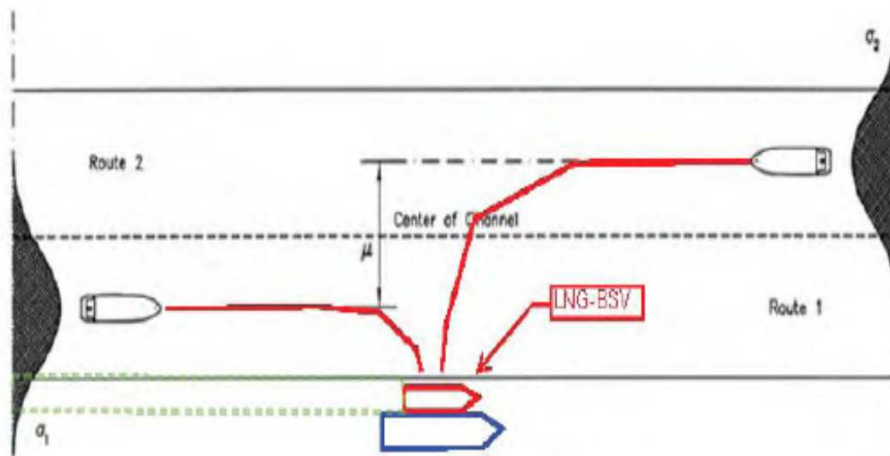 σ₂
Route 2
Center of Channel
μ
LNG-BSV
Route 1
σ₁